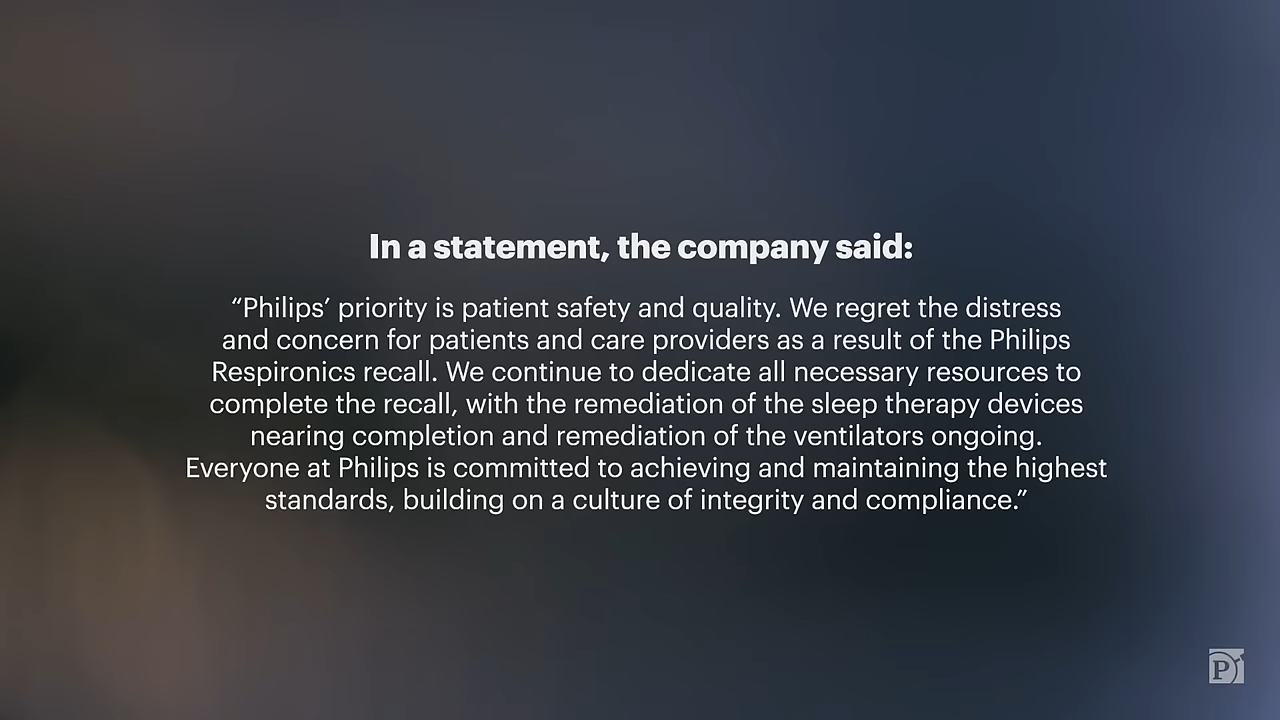 In a statement, the company said:
“Philips’ priority is patient safety and quality. We regret the distress
and concern for patients and care providers as a result of the Philips
Respironics recall. We continue to dedicate all necessary resources to
complete the recall, with the remediation of the sleep therapy devices
nearing completion and remediation of the ventilators ongoing.
Everyone at Philips is committed to achieving and maintaining the highest
standards, building on a culture of integrity and compliance.”
P